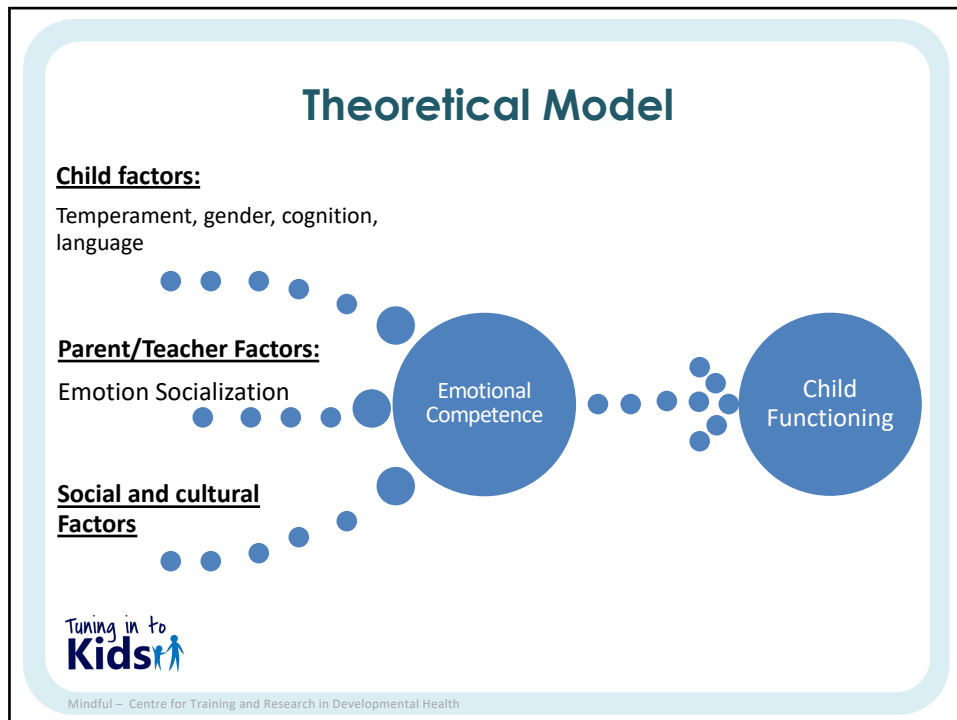 Theoretical Model
Child factors:
Temperament, gender, cognition,
language
Parent/Teacher Factors:
Emotion Socialization
Social and cultural
Factors
Emotional
Competence
Child
Functioning
Tuning in to
Kids
Mindful – Centre for Training and Research in Developmental Health